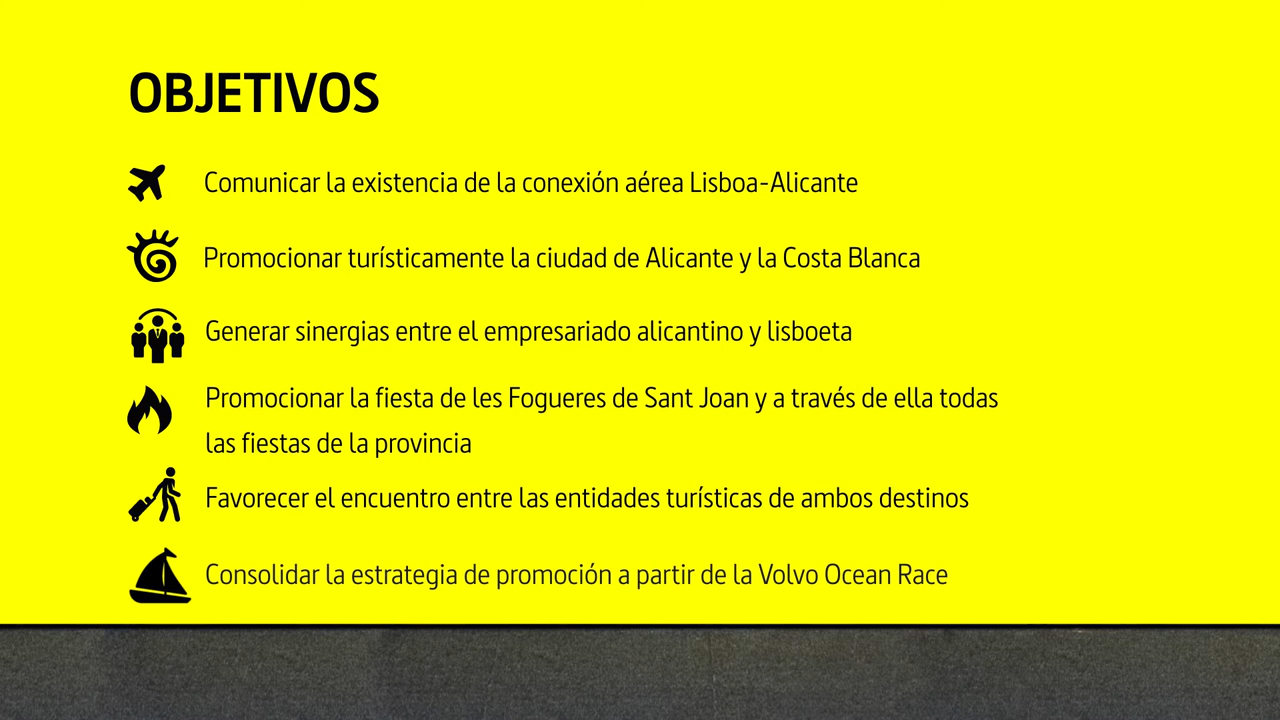 OBJETIVOS
Comunicar la existencia de la conexión aérea Lisboa-Alicante
Promocionar turísticamente la ciudad de Alicante y la Costa Blanca
Generar sinergias entre el empresariado alicantino y lisboeta
Promocionar la fiesta de les Fogueres de Sant Joan y a través de ella todas
las fiestas de la provincia
Favorecer el encuentro entre las entidades turísticas de ambos destinos
Consolidar la estrategia de promoción a partir de la Volvo Ocean Race